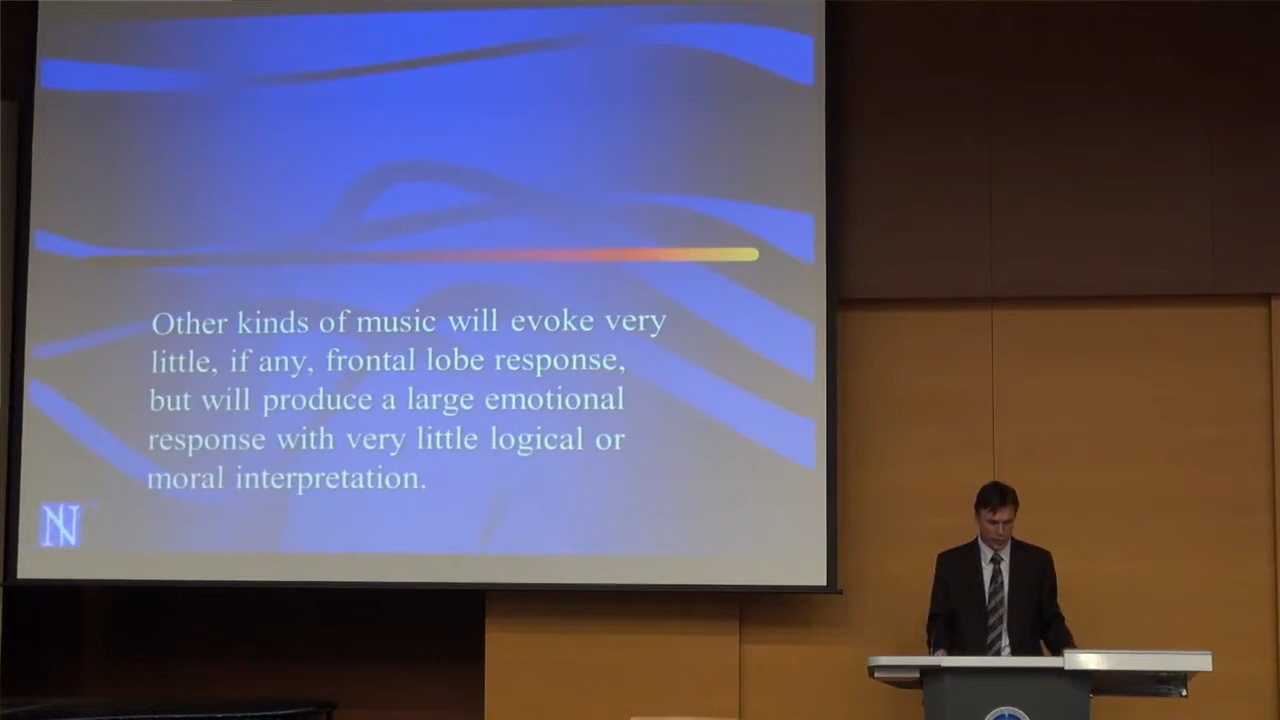 Other kinds of music will evoke very
little, if any, frontal lobe response,
but will produce a large emotional
response with very little logical or
moral interpretation.
N